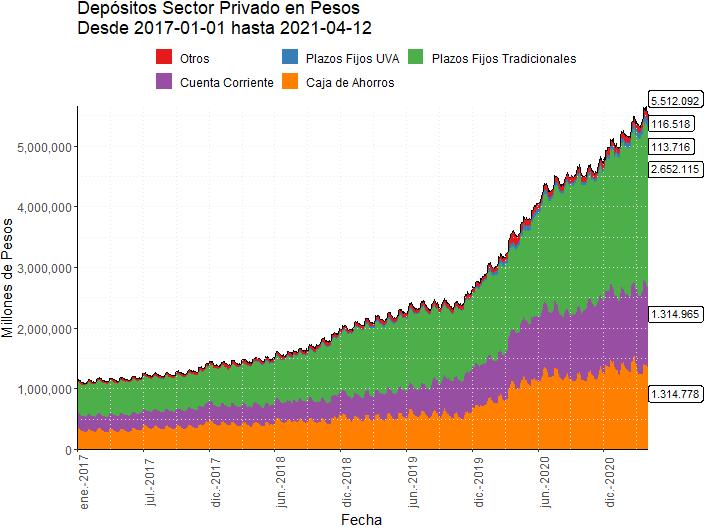 Depósitos Sector Privado en Pesos
Desde 2017-01-01 hasta 2021-04-12
Otros
Plazos Fijos UVA
Plazos Fijos Tradicionales
Cuenta Corriente
Caja de Ahorros
5.512.092
116.518
113.716
2.652.115
1.314.965
1.314.778
Millones de Pesos
5,000,000
4,000,000
3,000,000
2,000,000
1,000,000
0
ene.-2017
jul.-2017
dic.-2017
jun.-2018
dic.-2018
jun.-2019
dic.-2019
jun.-2020
dic.-2020
Fecha